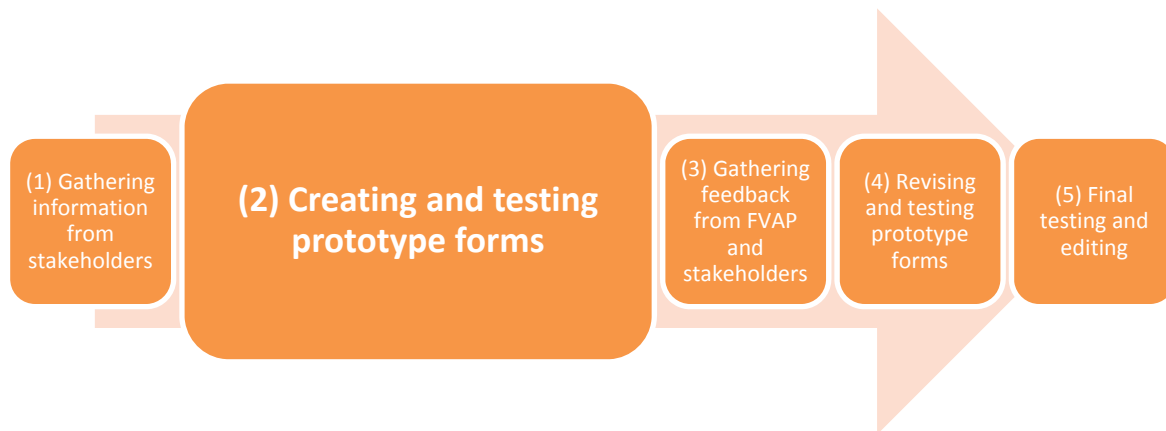 (1) Gathering
information
from
stakeholders
(2) Creating and testing
prototype forms
(3) Gathering
feedback
from FVAP
and
stakeholders
(4) Revising
and testing
prototype
forms
(5) Final
testing and
editing